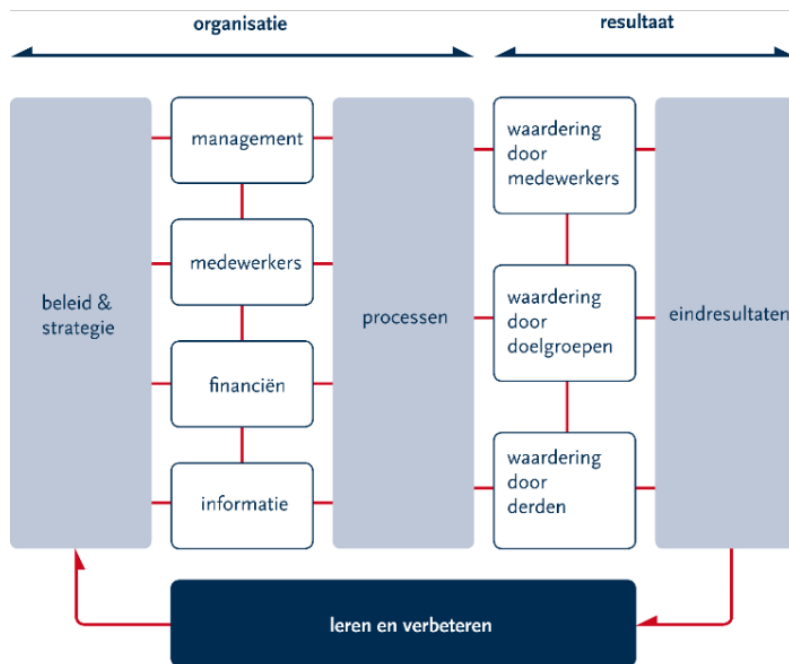 organisatie
resultaat
beleid &
strategie
management
medewerkers
financiën
informatie
processen
waardering
door
medewerkers
waardering
door
doelgroepen
waardering
door
derden
eindresultaten
leren en verbeteren